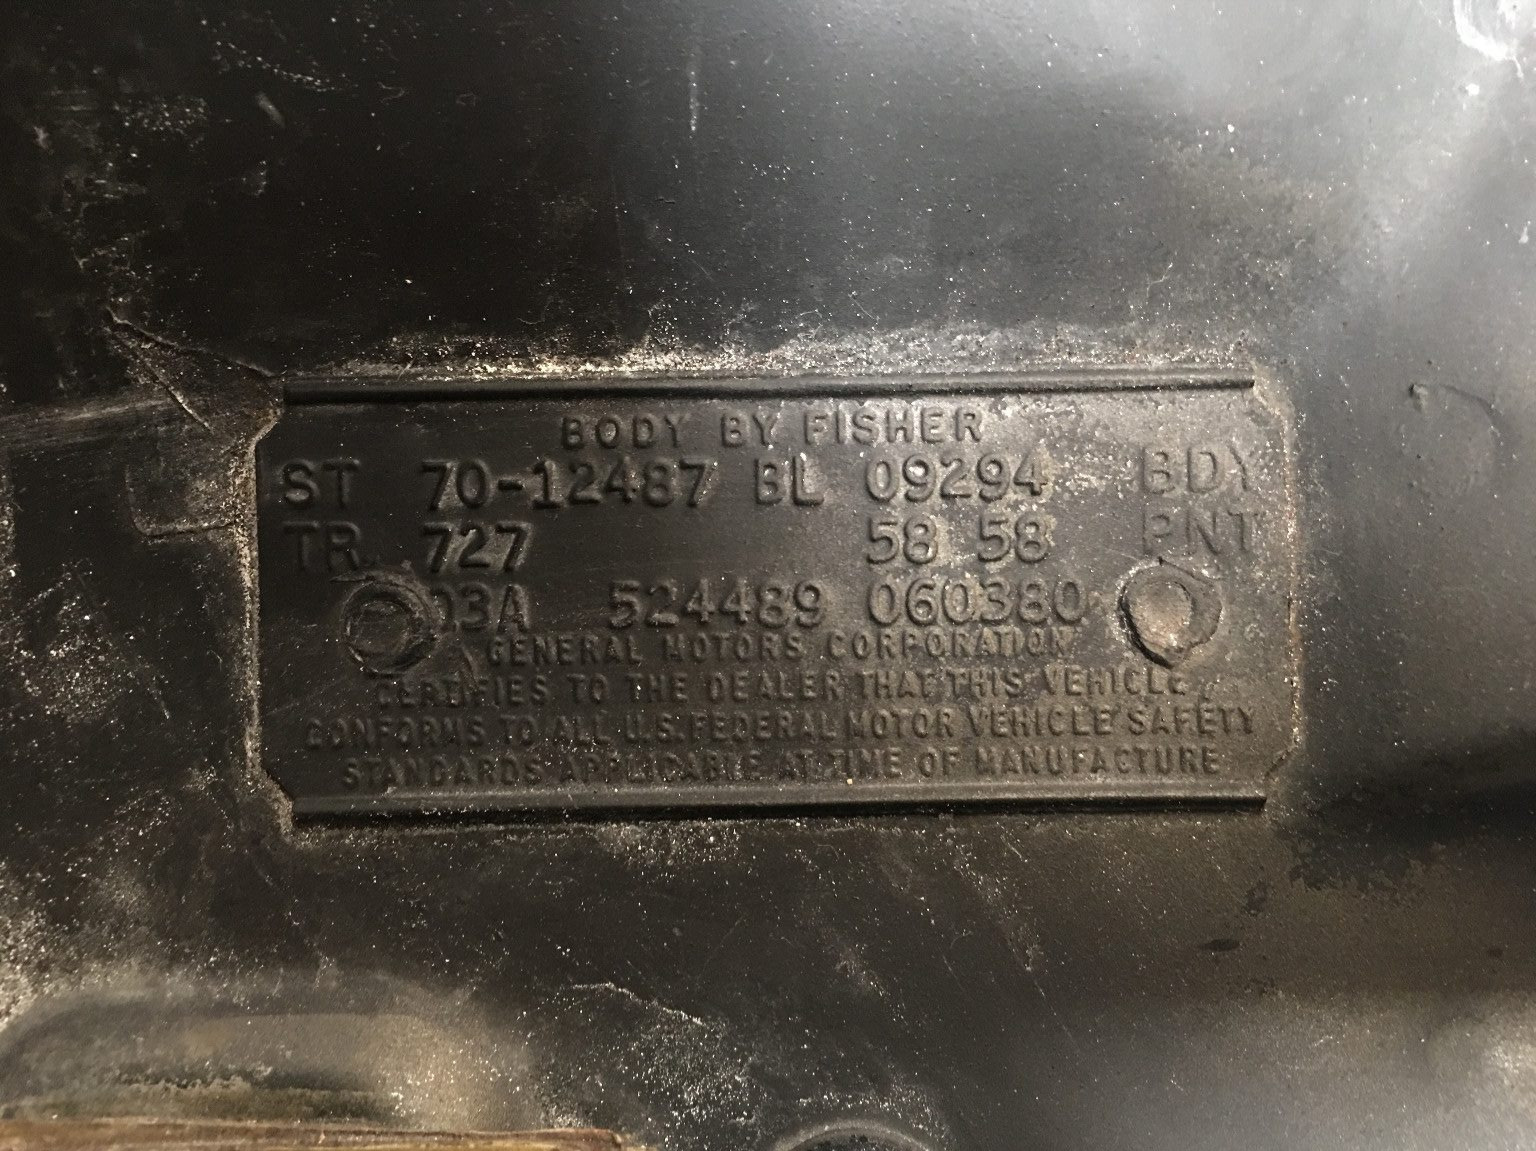 BODY BY FISHER
ST 70-12487 BL 09294 BDY
TR 727 58 58 PNT
03A 524489 060380
GENERAL MOTORS CORPORATION
CERTIFIES TO THE DEALER THAT THIS VEHICLE
CONFORMS TO ALL U.S. FEDERAL MOTOR VEHICLE SAFETY
STANDARDS APPLICABLE AT TIME OF MANUFACTURE